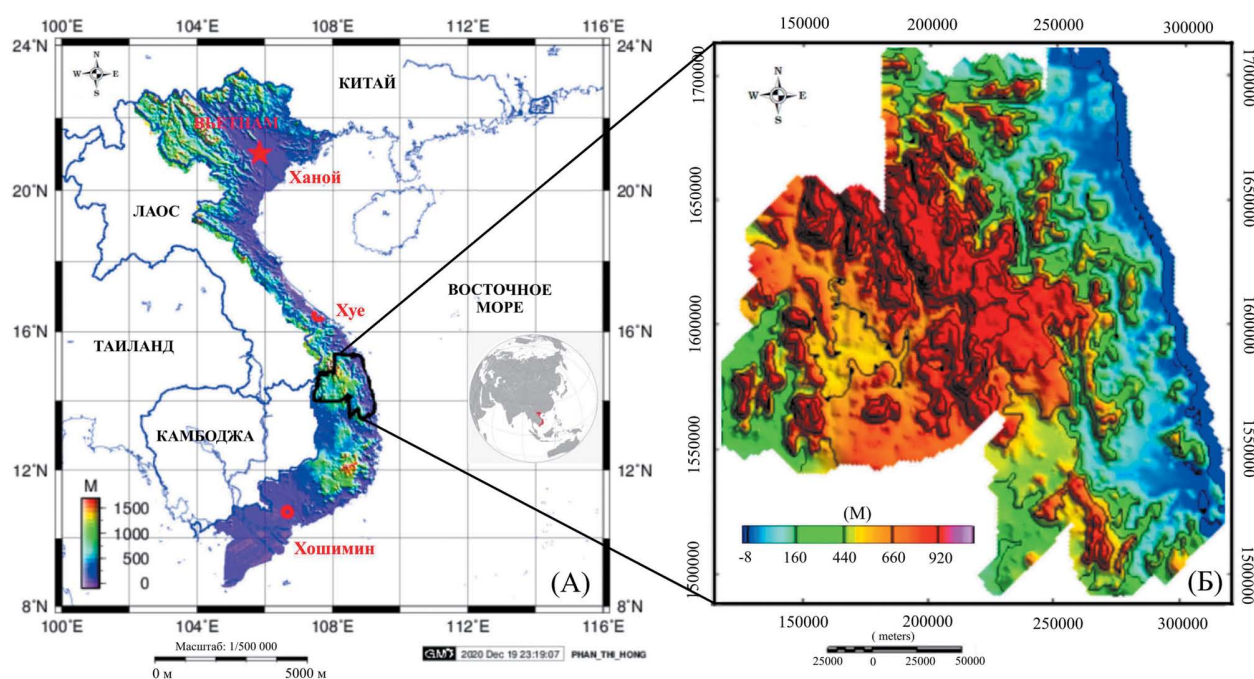 100°E 104°E 108°E 112°E 116°E
24°N 24°N
N
W E
S
КИТАЙ
ВЬЕТНАМ
Ханой
20°N 20°N
ЛАОС
ВОСТОЧНОЕ
МОРЕ
Хуе
16°N 16°N
ТАИЛАНД
КАМБОДЖА
12°N 12°N
М
1500
1000
500
0
Хошимин
(А)
8°N 8°N
100°E 104°E 108°E 112°E 116°E
Масштаб: 1/500 000
0 м 5000 м
GMT 2020 Dec 19 23:19:07 PHAN_THI_HONG
150000 200000 250000 300000
1700000 1700000
N
W E
S
1650000 1650000
1600000 1600000
1550000 1550000
(М)
-8 160 440 660 920
1500000 1500000
(Б)
150000 200000 250000 300000
( meters)
25000 0 25000 50000